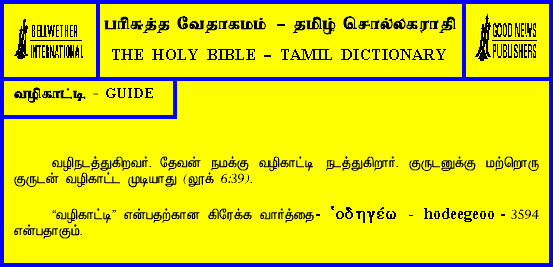 BELLWETHER
INTERNATIONAL
பரிசுத்த வேதாகமம் – தமிழ் சொல்லகராதி
THE HOLY BIBLE – TAMIL DICTIONARY
GOOD NEWS
PUBLISHERS
வழிகாட்டி - GUIDE
வழிநடத்துகிறவர். தேவன் நமக்கு வழிகாட்டி நடத்துகிறார். குருடனுக்கு மற்றொரு
குருடன் வழிகாட்ட முடியாது (லூக் 6:39).
“வழிகாட்டி” என்பதற்கான கிரேக்க வார்த்தை- ὁδηγέω - hodeegeoo - 3594
என்பதாகும்.